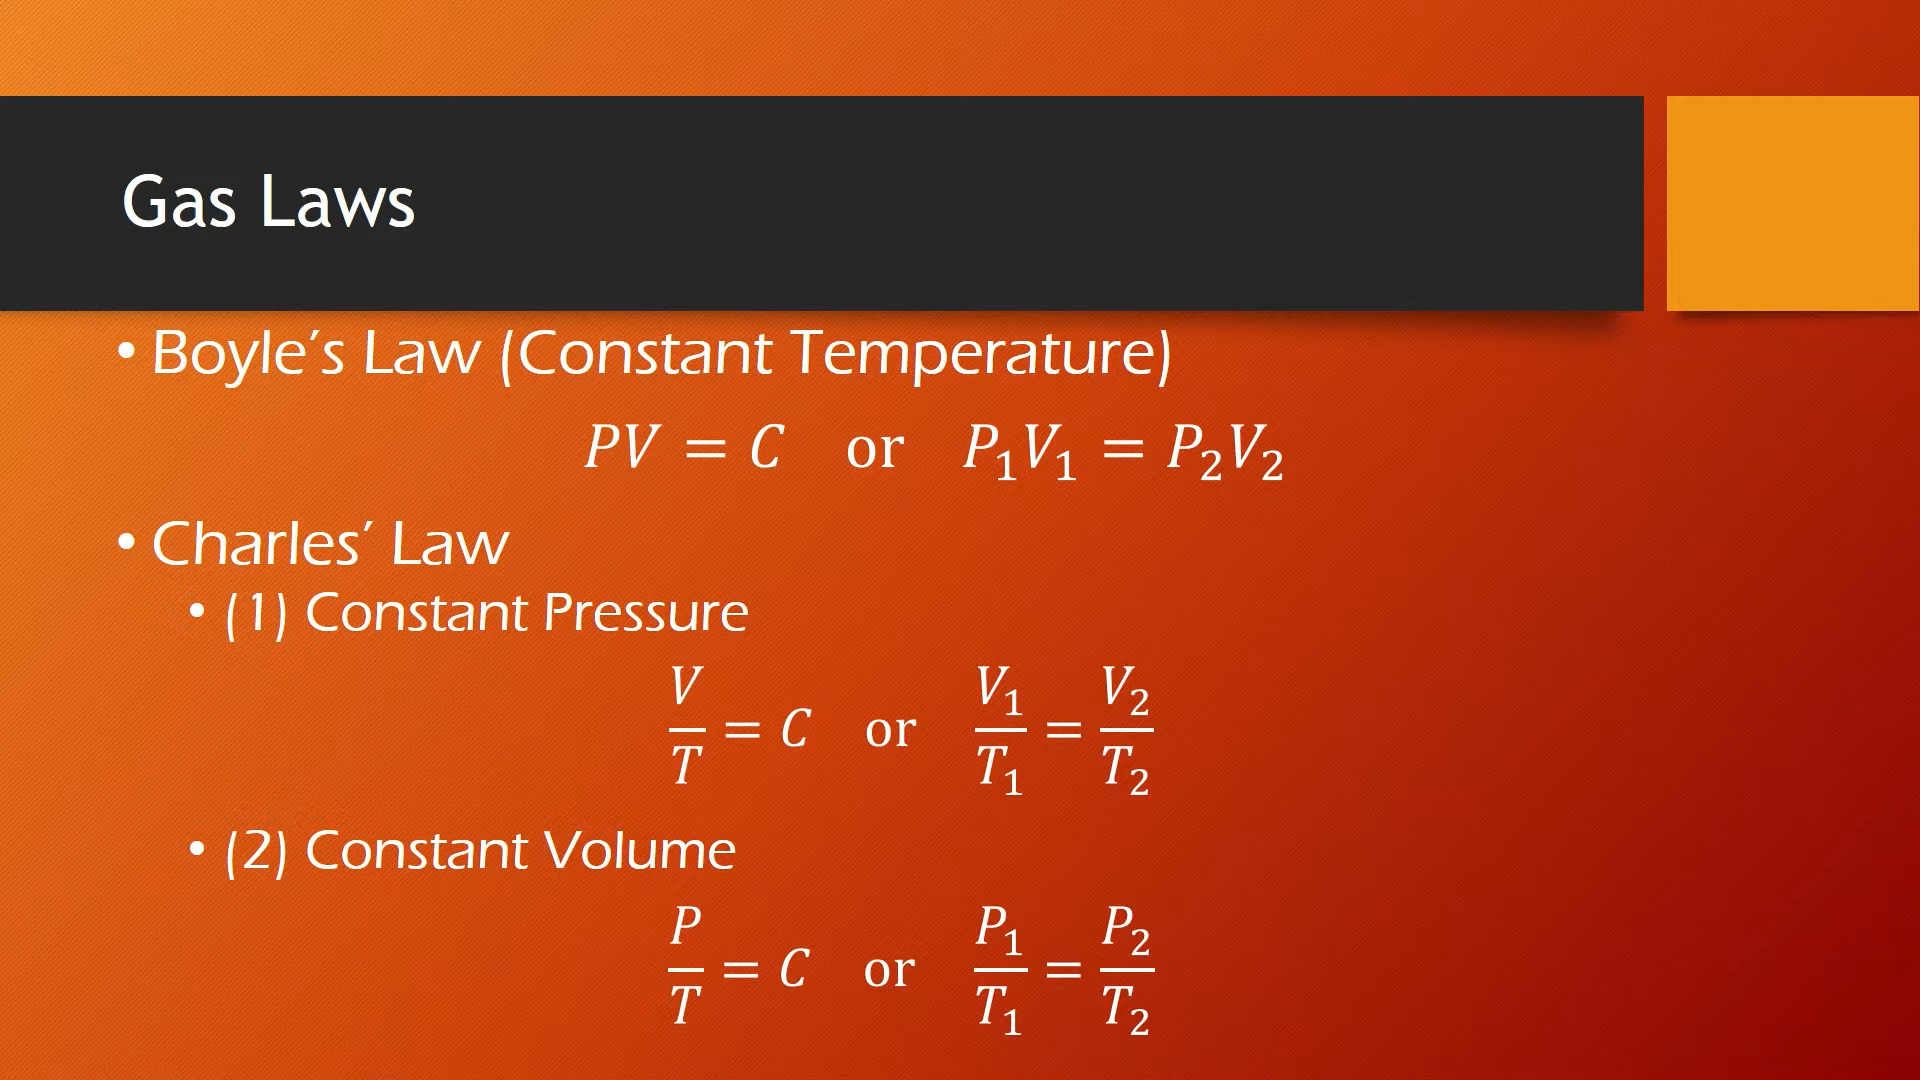 Gas Laws
• Boyle’s Law (Constant Temperature)
𝑃𝑉 = 𝐶 or 𝑃₁𝑉₁ = 𝑃₂𝑉₂
• Charles’ Law
• (1) Constant Pressure
𝑉/𝑇 = 𝐶 or 𝑉₁/𝑇₁ = 𝑉₂/𝑇₂
• (2) Constant Volume
𝑃/𝑇 = 𝐶 or 𝑃₁/𝑇₁ = 𝑃₂/𝑇₂